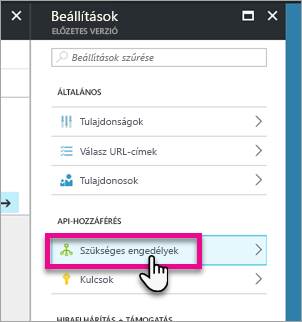 Beállítások
ELŐZETES VERZIÓ
Beállítások szűrése
ÁLTALÁNOS
Tulajdonságok
Válasz URL-címek
Tulajdonosok
API-HOZZÁFÉRÉS
Szükséges engedélyek
Kulcsok
HIBAELHÁRÍTÁS + TÁMOGATÁS